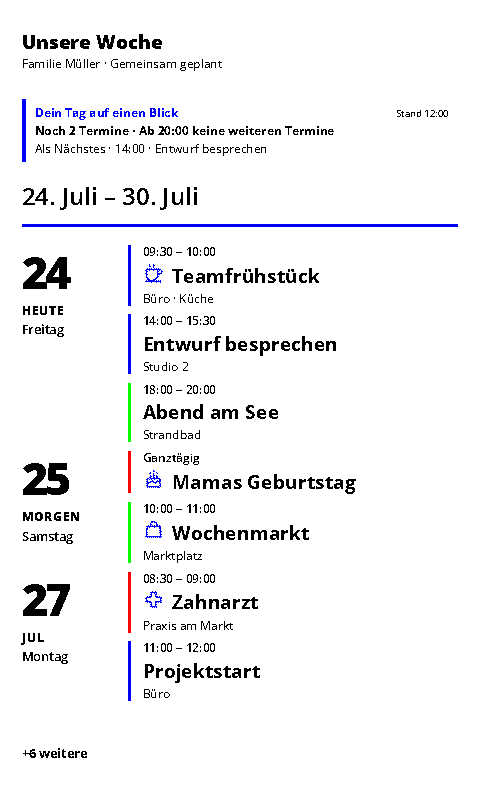 Unsere Woche
Familie Müller · Gemeinsam geplant
Dein Tag auf einen Blick
Stand 12:00
Noch 2 Termine · Ab 20:00 keine weiteren Termine
Als Nächstes · 14:00 · Entwurf besprechen
24. Juli – 30. Juli
24
HEUTE
Freitag
09:30 – 10:00
Teamfrühstück
Büro · Küche
14:00 – 15:30
Entwurf besprechen
Studio 2
18:00 – 20:00
Abend am See
Strandbad
25
MORGEN
Samstag
Ganztägig
Mamas Geburtstag
10:00 – 11:00
Wochenmarkt
Marktplatz
27
JUL
Montag
08:30 – 09:00
Zahnarzt
Praxis am Markt
11:00 – 12:00
Projektstart
Büro
+6 weitere